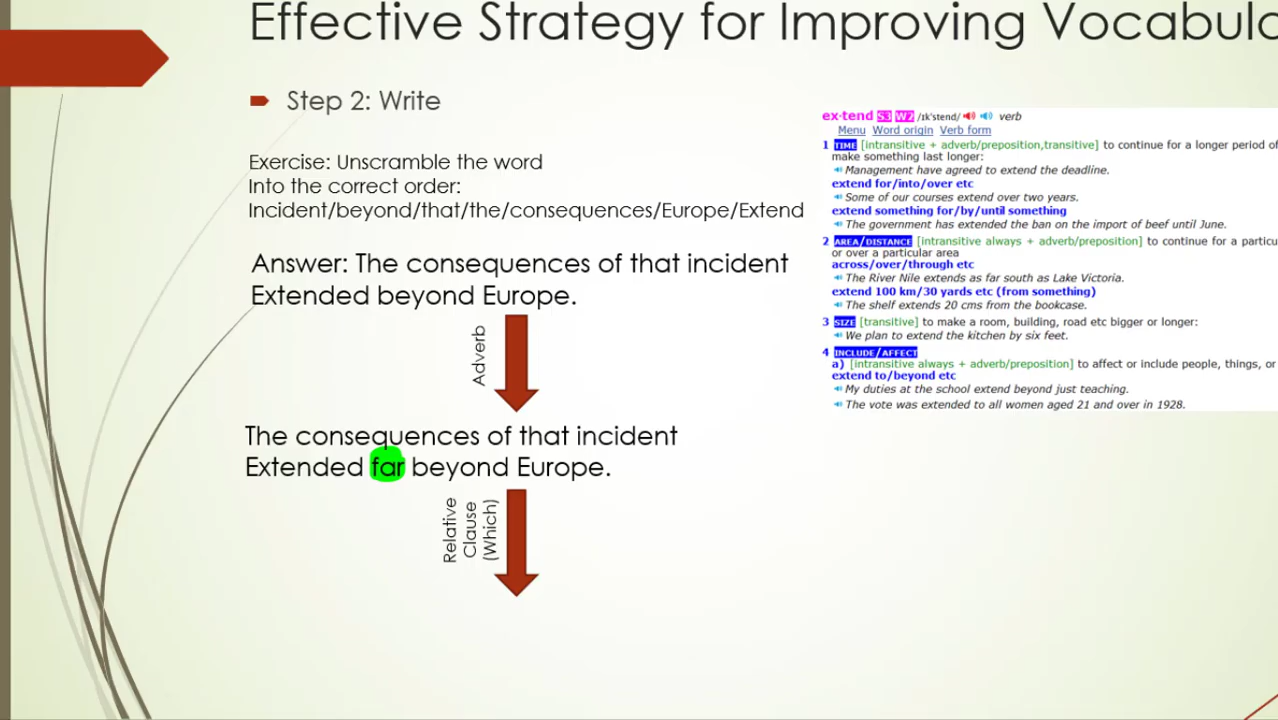 Effective Strategy for Improving Vocabula
Step 2: Write
Exercise: Unscramble the word
Into the correct order:
Incident/beyond/that/the/consequences/Europe/Extend
Answer: The consequences of that incident
Extended beyond Europe.
Adverb
The consequences of that incident
Extended far beyond Europe.
Relative
Clause
(Which)
ex·tend S3 W2 /ɪkˈstend/ verb
Menu Word origin Verb form
1 TIME [intransitive + adverb/preposition,transitive] to continue for a longer period of
make something last longer:
Management have agreed to extend the deadline.
extend for/into/over etc
Some of our courses extend over two years.
extend something for/by/until something
The government has extended the ban on the import of beef until June.
2 AREA/DISTANCE [intransitive always + adverb/preposition] to continue for a particu
or over a particular area
across/over/through etc
The River Nile extends as far south as Lake Victoria.
extend 100 km/30 yards etc (from something)
The shelf extends 20 cms from the bookcase.
3 SIZE [transitive] to make a room, building, road etc bigger or longer:
We plan to extend the kitchen by six feet.
4 INCLUDE/AFFECT
a) [intransitive always + adverb/preposition] to affect or include people, things, or
extend to/beyond etc
My duties at the school extend beyond just teaching.
The vote was extended to all women aged 21 and over in 1928.